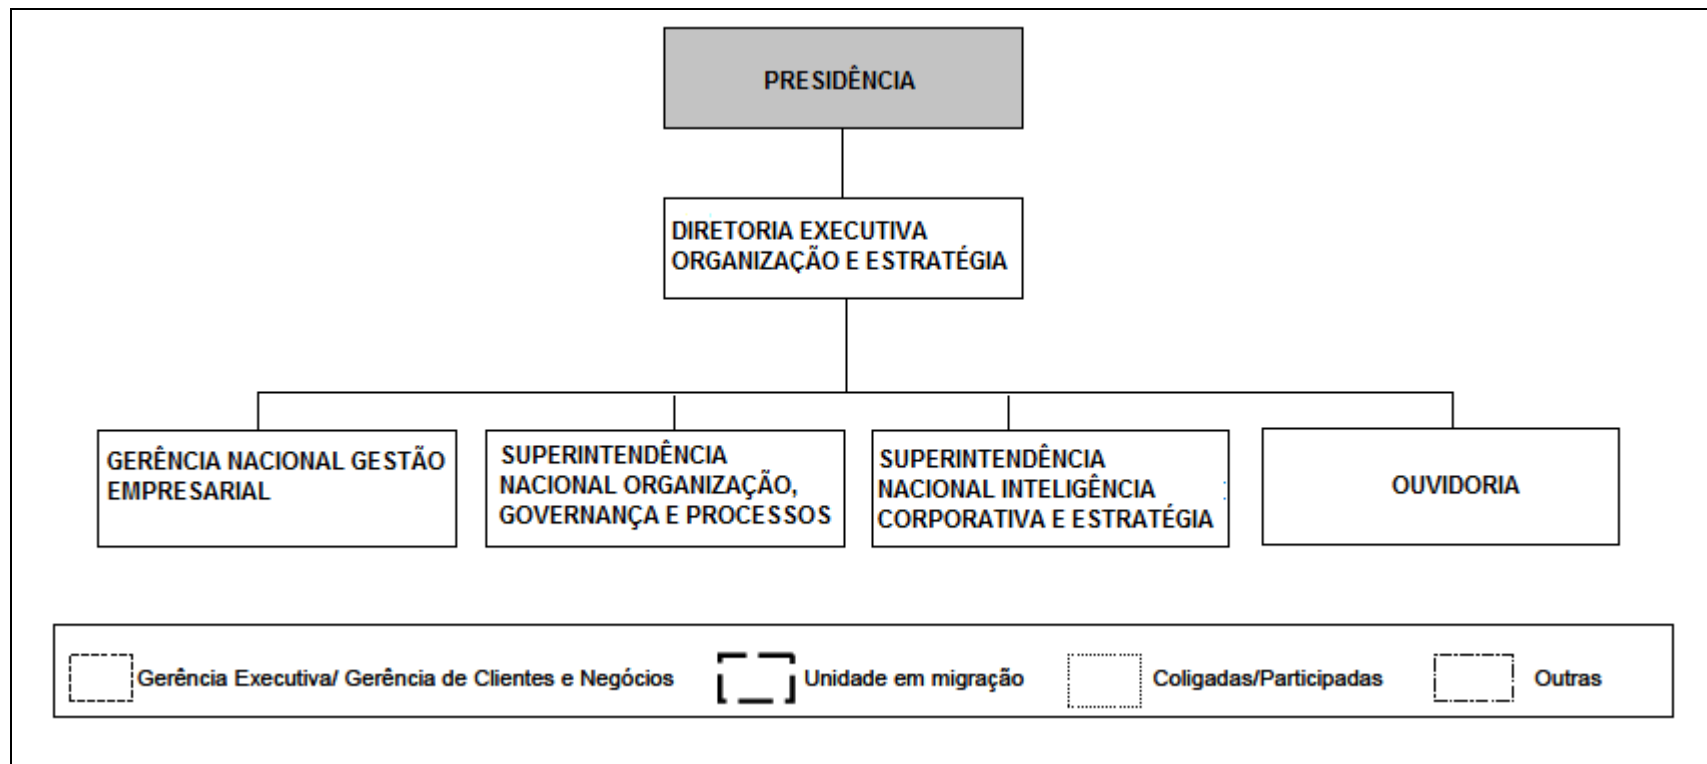 PRESIDÊNCIA
DIRETORIA EXECUTIVA
ORGANIZAÇÃO E ESTRATÉGIA
GERÊNCIA NACIONAL GESTÃO
EMPRESARIAL
SUPERINTENDÊNCIA
NACIONAL ORGANIZAÇÃO,
GOVERNANÇA E PROCESSOS
SUPERINTENDÊNCIA
NACIONAL INTELIGÊNCIA
CORPORATIVA E ESTRATÉGIA
OUVIDORIA
Gerência Executiva/ Gerência de Clientes e Negócios
Unidade em migração
Coligadas/Participadas
Outras